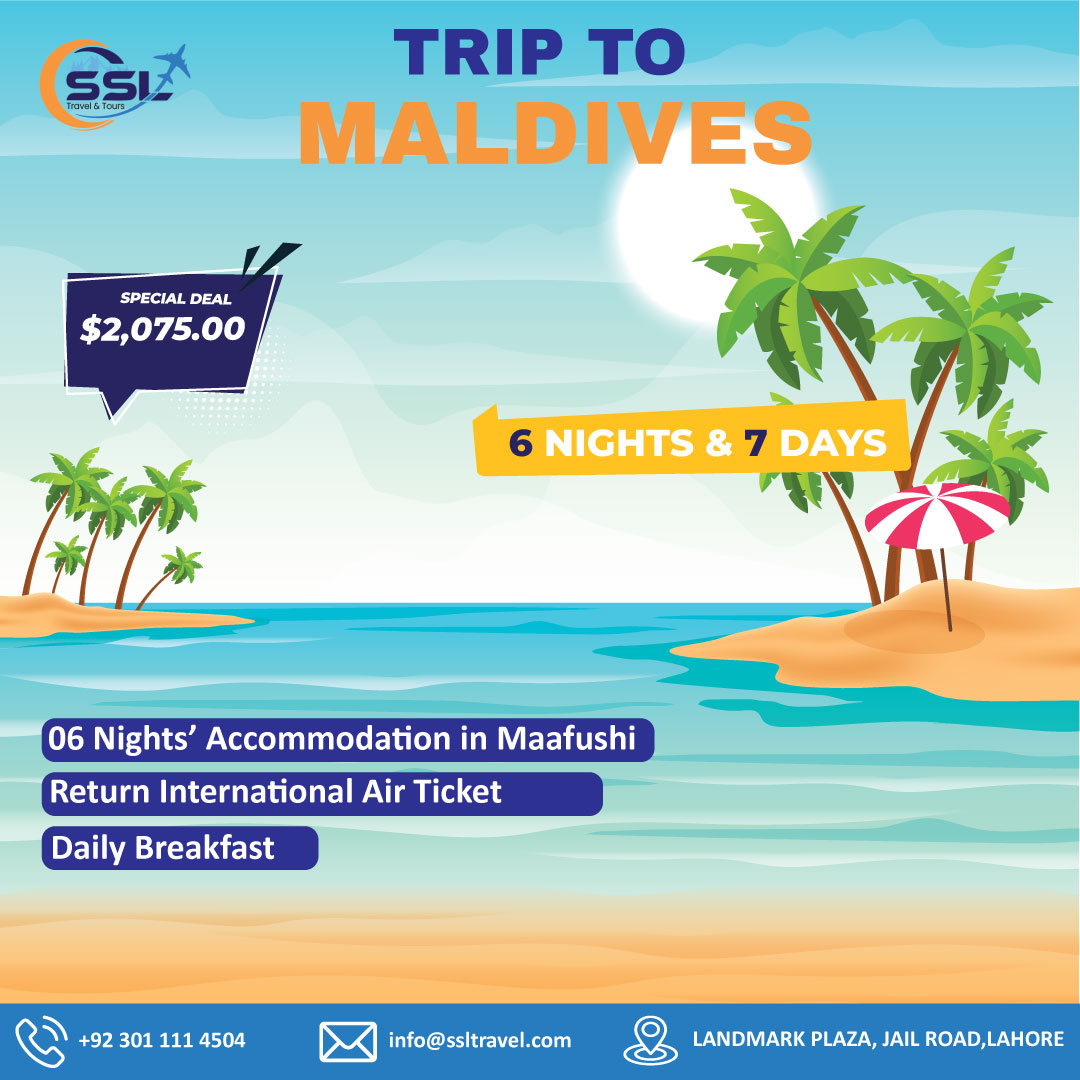 SSL
Travel & Tours
TRIP TO
MALDIVES
SPECIAL DEAL
$2,075.00
6 NIGHTS & 7 DAYS
06 Nights’ Accommodation in Maafushi
Return International Air Ticket
Daily Breakfast
+92 301 111 4504
info@ssltravel.com
LANDMARK PLAZA, JAIL ROAD,LAHORE